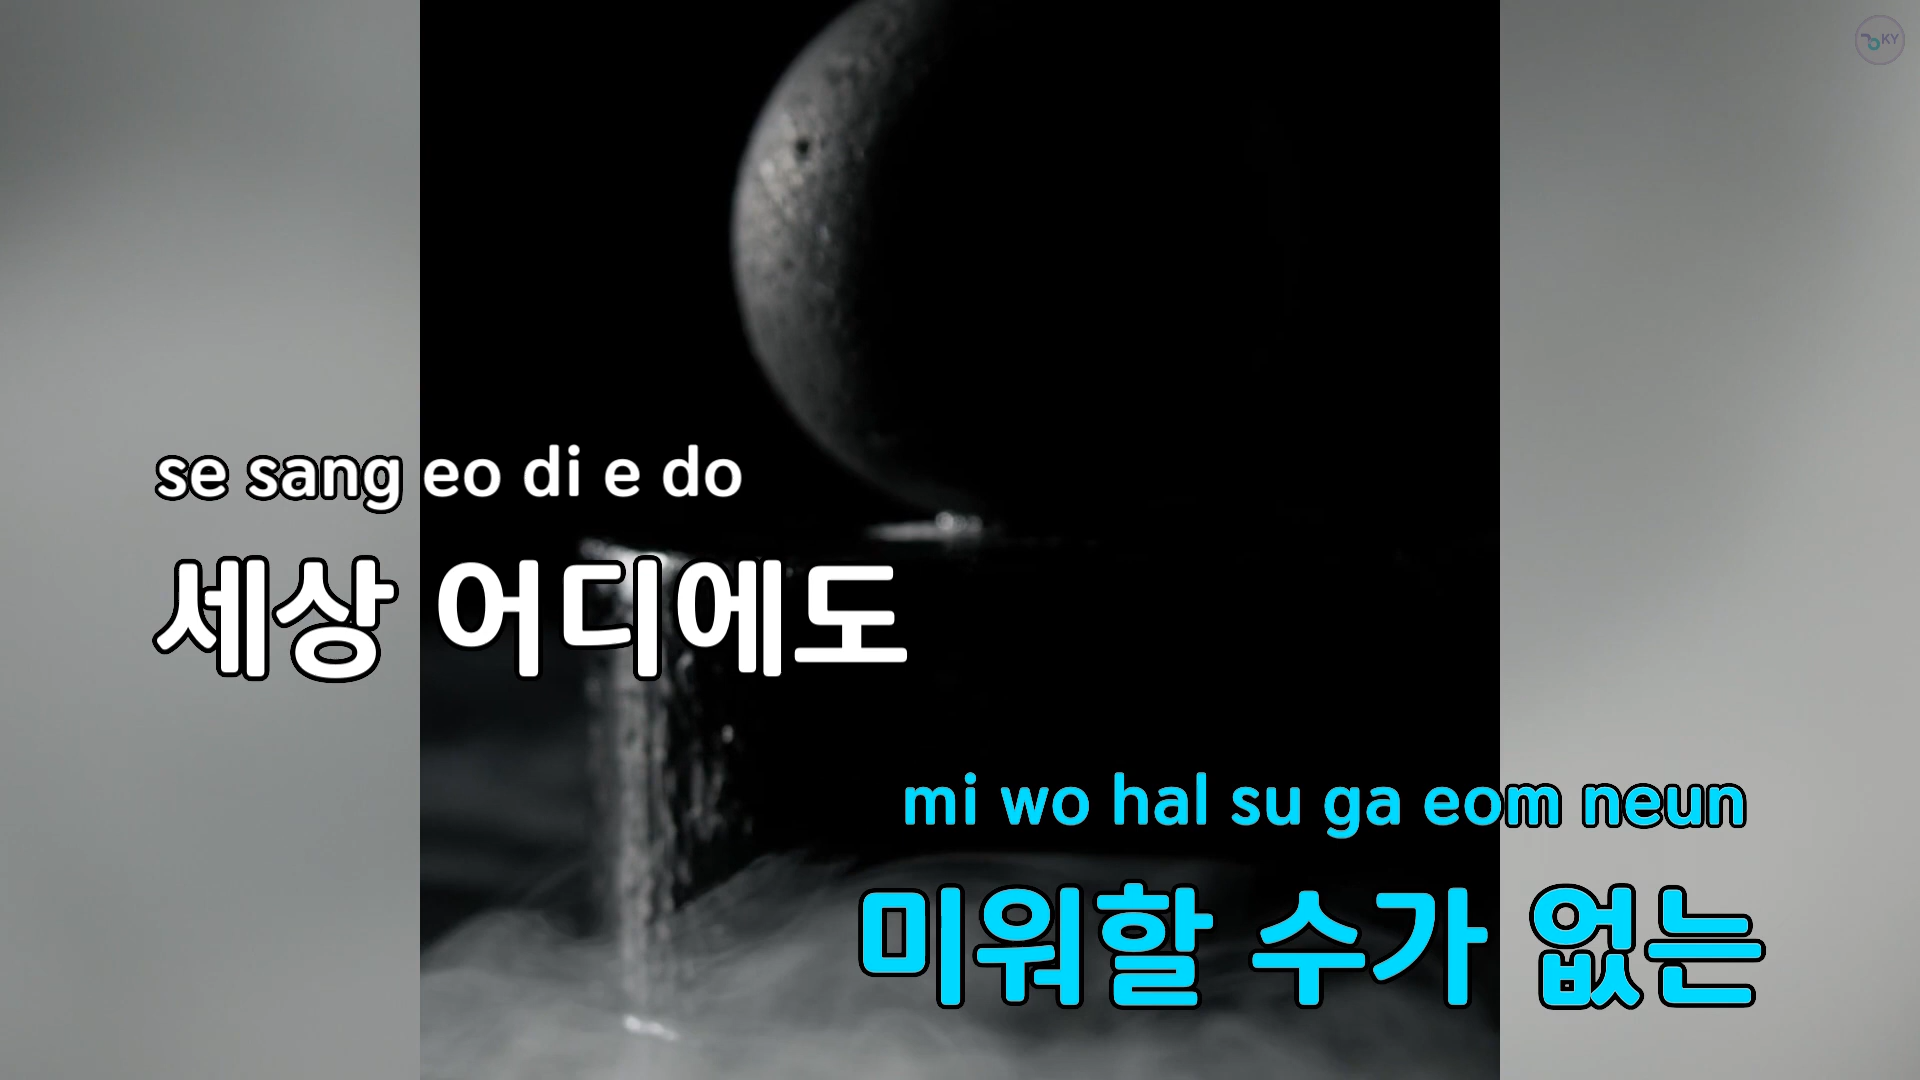 KY
se sang eo di e do
세상 어디에도
mi wo hal su ga eom neun
미워할 수가 없는